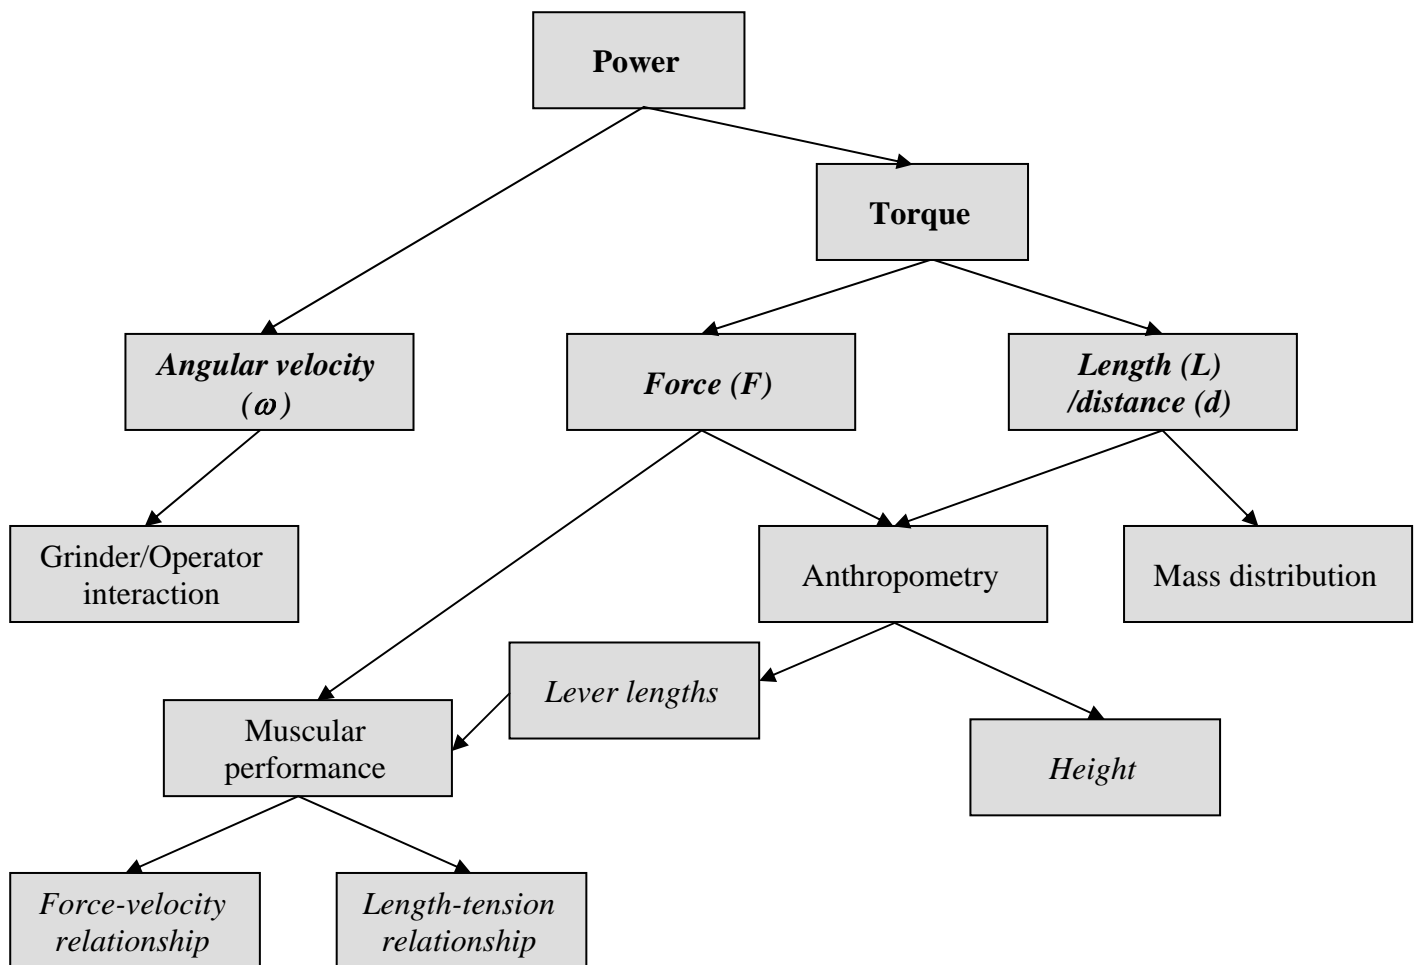 Power
Torque
Angular velocity
(ω)
Force (F)
Length (L)
/distance (d)
Grinder/Operator
interaction
Anthropometry
Mass distribution
Lever lengths
Muscular
performance
Height
Force-velocity
relationship
Length-tension
relationship